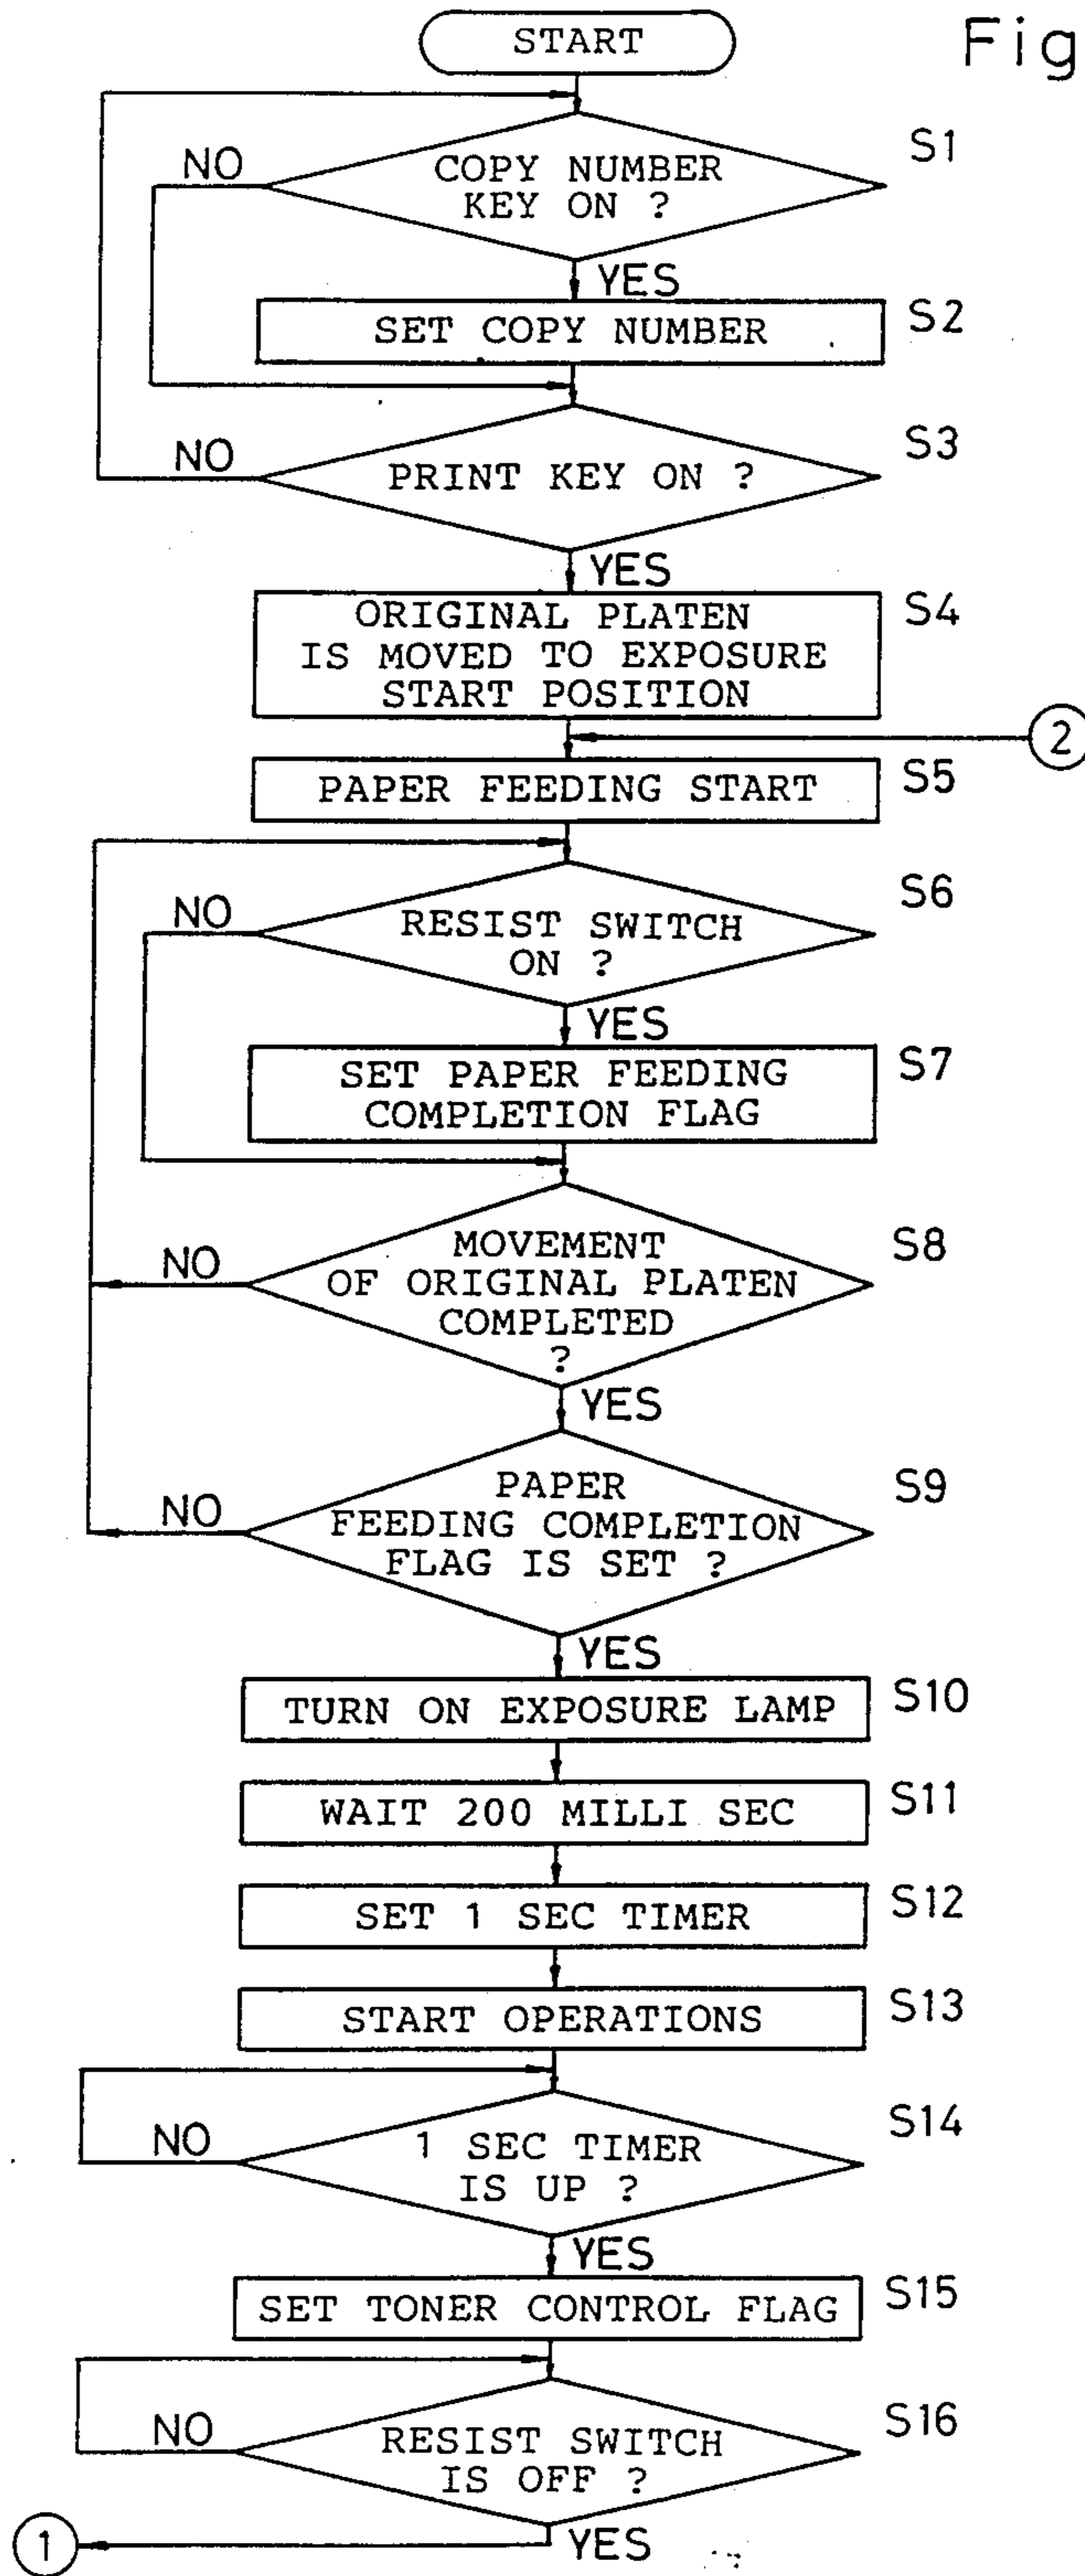 START
Fig
COPY NUMBER
KEY ON ?
S1
NO
YES
SET COPY NUMBER
S2
PRINT KEY ON ?
S3
NO
YES
ORIGINAL PLATEN
IS MOVED TO EXPOSURE
START POSITION
S4
2
PAPER FEEDING START
S5
RESIST SWITCH
ON ?
S6
NO
YES
SET PAPER FEEDING
COMPLETION FLAG
S7
MOVEMENT
OF ORIGINAL PLATEN
COMPLETED
?
S8
NO
YES
PAPER
FEEDING COMPLETION
FLAG IS SET ?
S9
NO
YES
TURN ON EXPOSURE LAMP
S10
WAIT 200 MILLI SEC
S11
SET 1 SEC TIMER
S12
START OPERATIONS
S13
1 SEC TIMER
IS UP ?
S14
NO
YES
SET TONER CONTROL FLAG
S15
RESIST SWITCH
IS OFF ?
S16
NO
YES
1